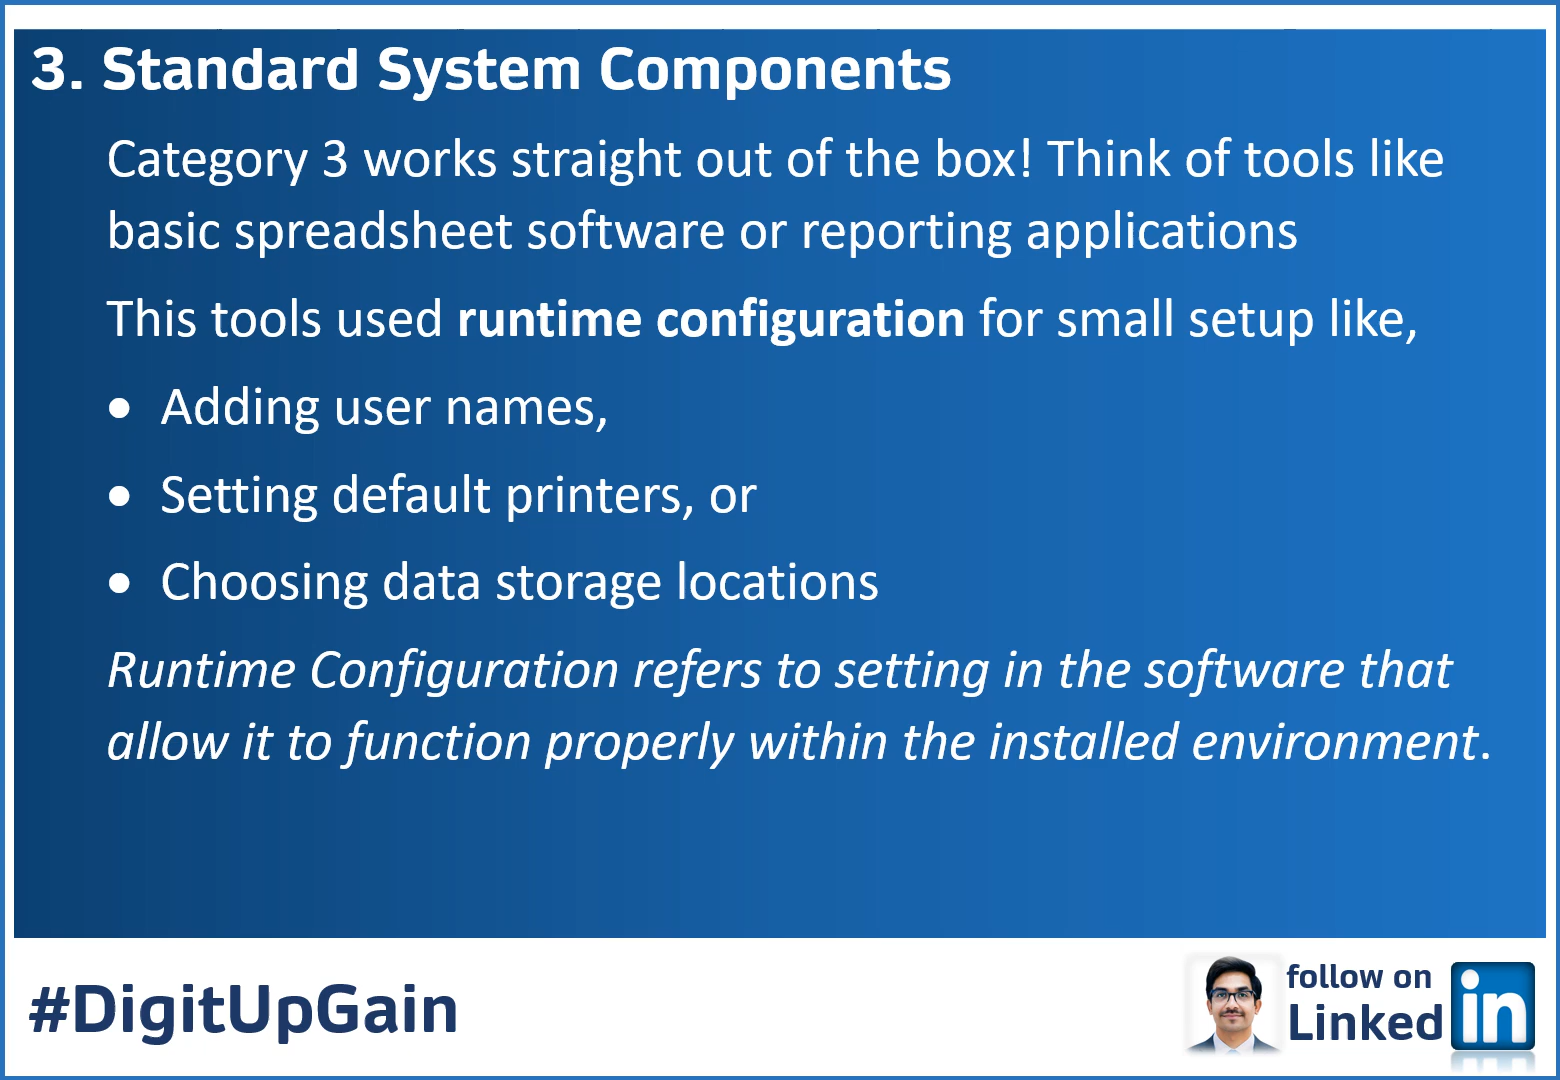 3. Standard System Components
Category 3 works straight out of the box! Think of tools like
basic spreadsheet software or reporting applications
This tools used runtime configuration for small setup like,
• Adding user names,
• Setting default printers, or
• Choosing data storage locations
Runtime Configuration refers to setting in the software that
allow it to function properly within the installed environment.
#DigitUpGain
follow on
Linked in